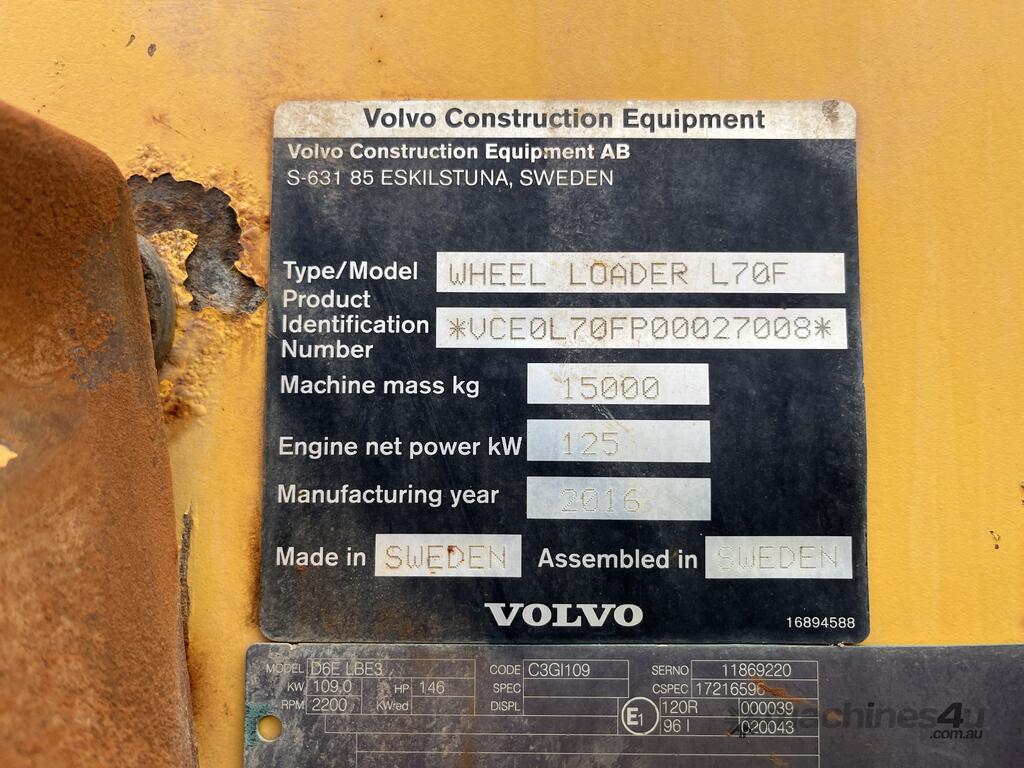 Volvo Construction Equipment
Volvo Construction Equipment AB
S-631 85 ESKILSTUNA, SWEDEN
Type/Model WHEEL LOADER L70F
Product
Identification *VCE0L70FP00027008*
Number
Machine mass kg 15000
Engine net power kW 125
Manufacturing year 2016
Made in SWEDEN Assembled in SWEDEN
VOLVO 16894588
MODEL D6E LBE3 CODE C3GI109 SERNO 11869220
KW 109,0 HP 146 SPEC CSPEC 17216596
RPM 2200 KW:ed DISPL E1 120R 000039
96 I 020043
machines4u
.com.au